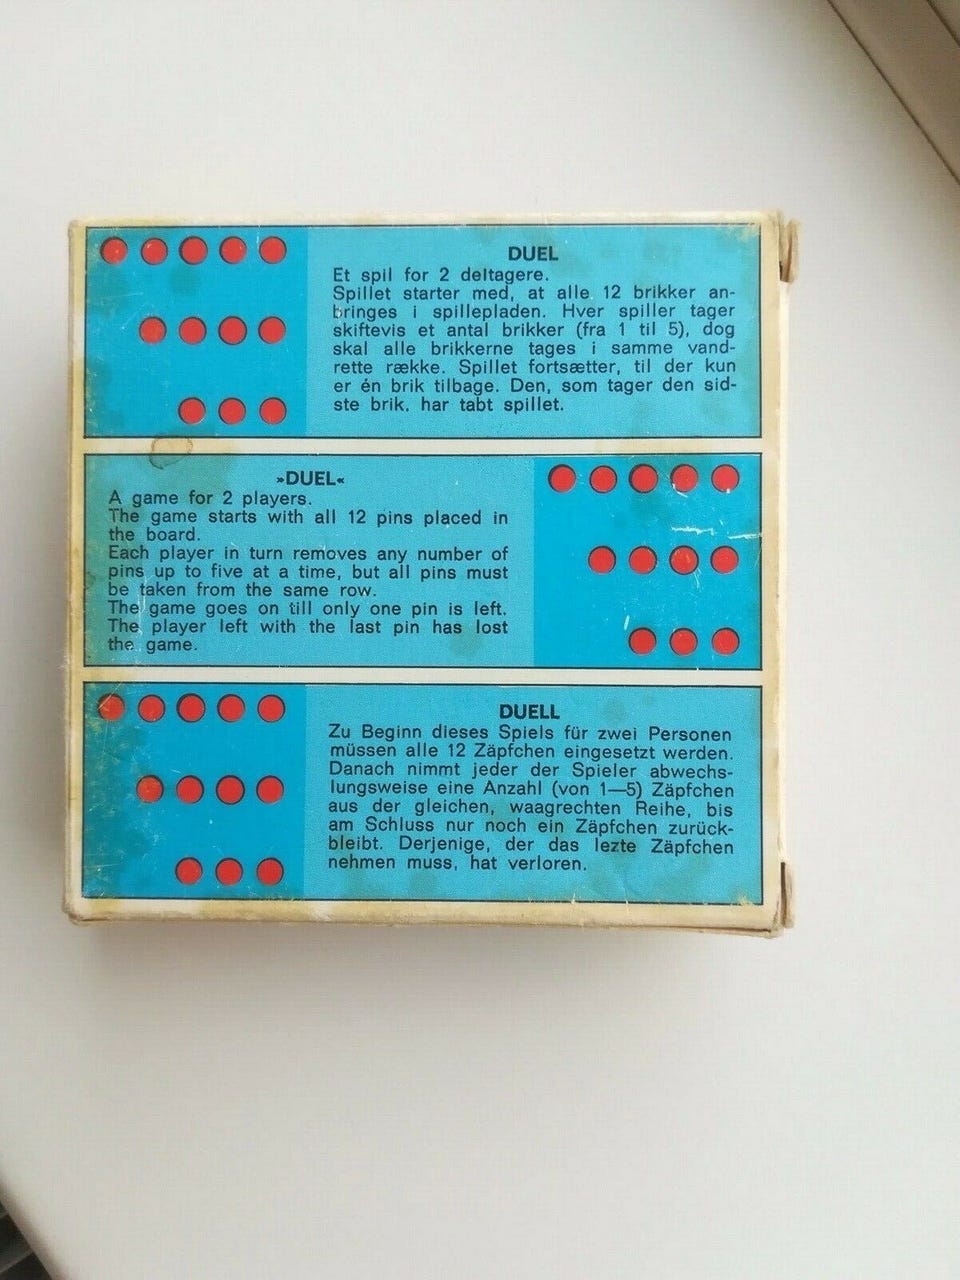 DUEL
Et spil for 2 deltagere.
Spillet starter med, at alle 12 brikker an-
bringes i spillepladen. Hver spiller tager
skiftevis et antal brikker (fra 1 til 5), dog
skal alle brikkerne tages i samme vand-
rette række. Spillet fortsætter, til der kun
er én brik tilbage. Den, som tager den sid-
ste brik, har tabt spillet.
»DUEL«
A game for 2 players.
The game starts with all 12 pins placed in
the board.
Each player in turn removes any number of
pins up to five at a time, but all pins must
be taken from the same row.
The game goes on till only one pin is left.
The player left with the last pin has lost
the game.
DUELL
Zu Beginn dieses Spiels für zwei Personen
müssen alle 12 Zäpfchen eingesetzt werden.
Danach nimmt jeder der Spieler abwechs-
lungsweise eine Anzahl (von 1—5) Zäpfchen
aus der gleichen, waagrechten Reihe, bis
am Schluss nur noch ein Zäpfchen zurück-
bleibt. Derjenige, der das lezte Zäpfchen
nehmen muss, hat verloren.